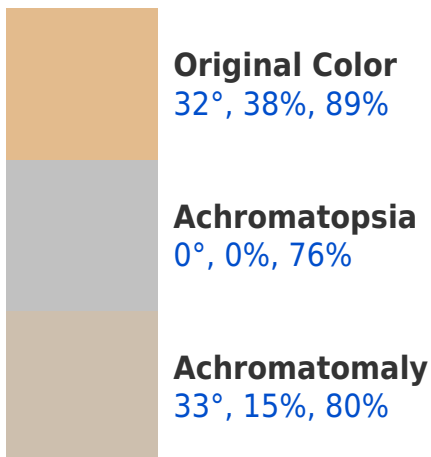 Original Color
32°, 38%, 89%
Achromatopsia
0°, 0%, 76%
Achromatomaly
33°, 15%, 80%